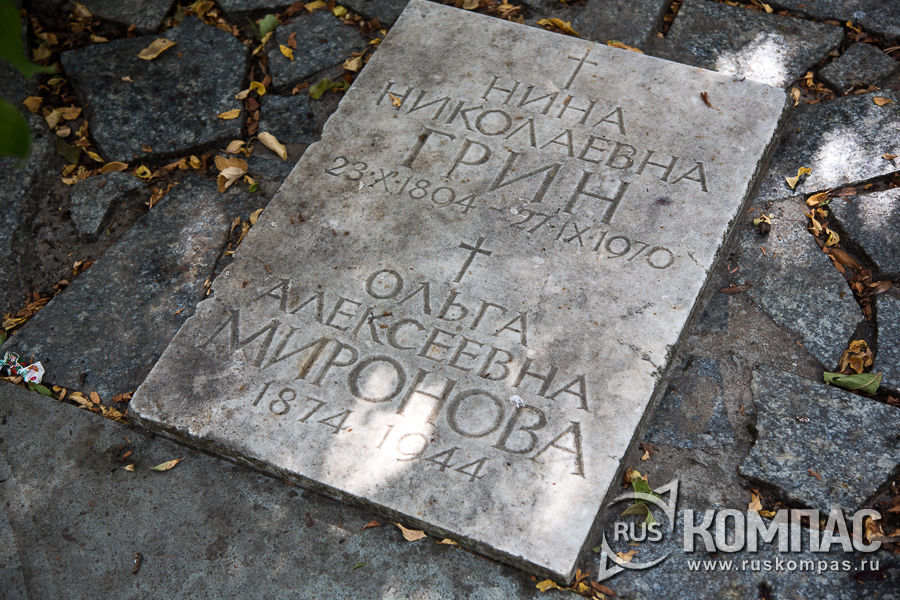 НИНА
НИКОЛАЕВНА
ГРИН
23·X·1804 – 27·IX·1970
ОЛЬГА
АЛЕКСЕЕВНА
МИРОНОВА
1874 1944
RUS КОМПАС
www.ruskompas.ru